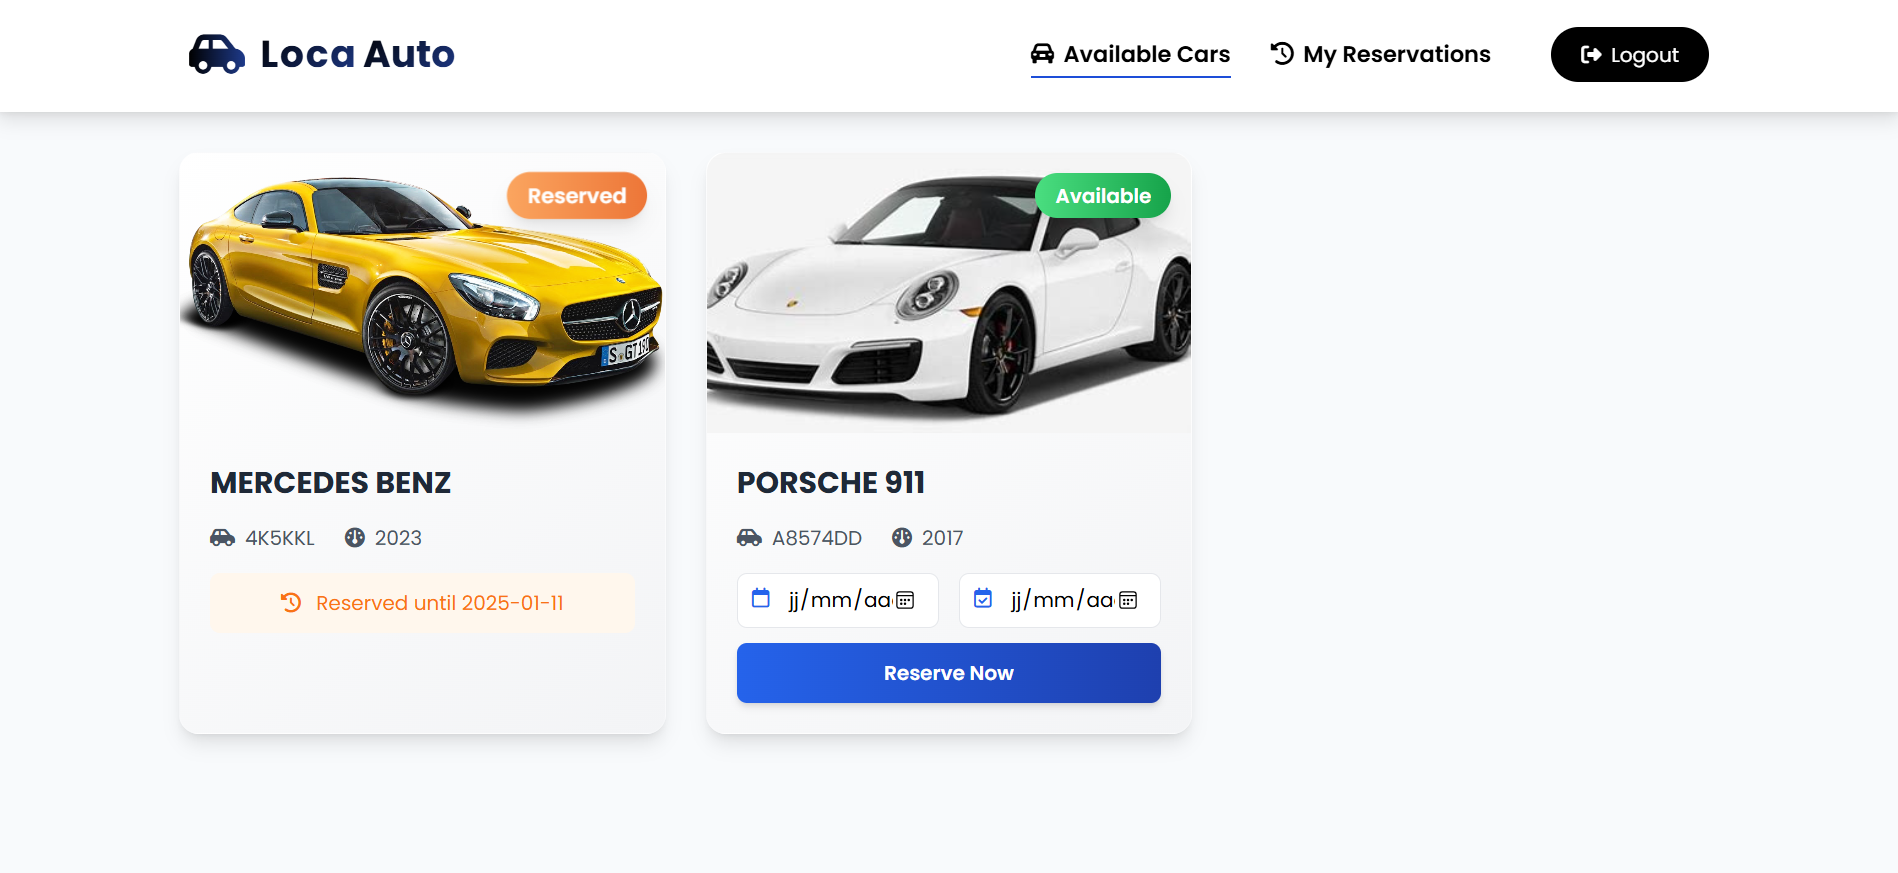 Loca Auto
Available Cars
My Reservations
Logout
Reserved
Available
MERCEDES BENZ
4K5KKL
2023
Reserved until 2025-01-11
PORSCHE 911
A8574DD
2017
jj/mm/aa
jj/mm/aa
Reserve Now